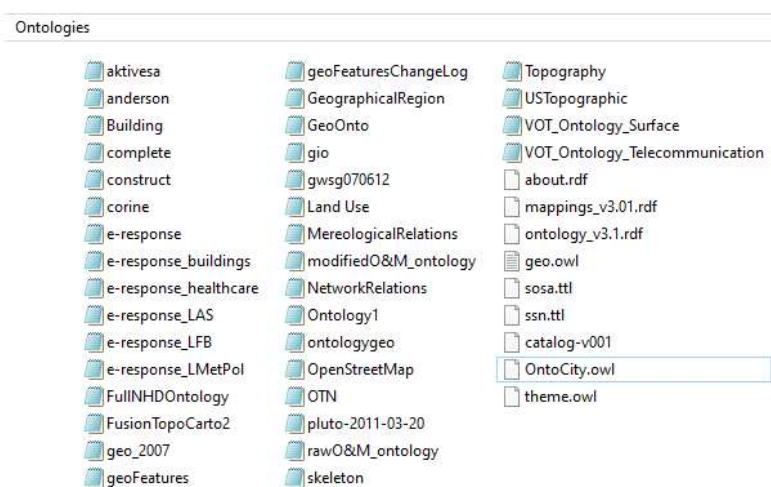 Ontologies
aktivesa
anderson
Building
complete
construct
corine
e-response
e-response_buildings
e-response_healthcare
e-response_LAS
e-response_LFB
e-response_LMetPol
FullNHDOntology
FusionTopoCarto2
geo_2007
geoFeatures
geoFeaturesChangeLog
GeographicalRegion
GeoOnto
gio
gwsg070612
Land Use
MereologicalRelations
modifiedO&M_ontology
NetworkRelations
Ontology1
ontologygeo
OpenStreetMap
OTN
pluto-2011-03-20
rawO&M_ontology
skeleton
Topography
USTopographic
VOT_Ontology_Surface
VOT_Ontology_Telecommunication
about.rdf
mappings_v3.01.rdf
ontology_v3.1.rdf
geo.owl
sosa.ttl
ssn.ttl
catalog-v001
OntoCity.owl
theme.owl